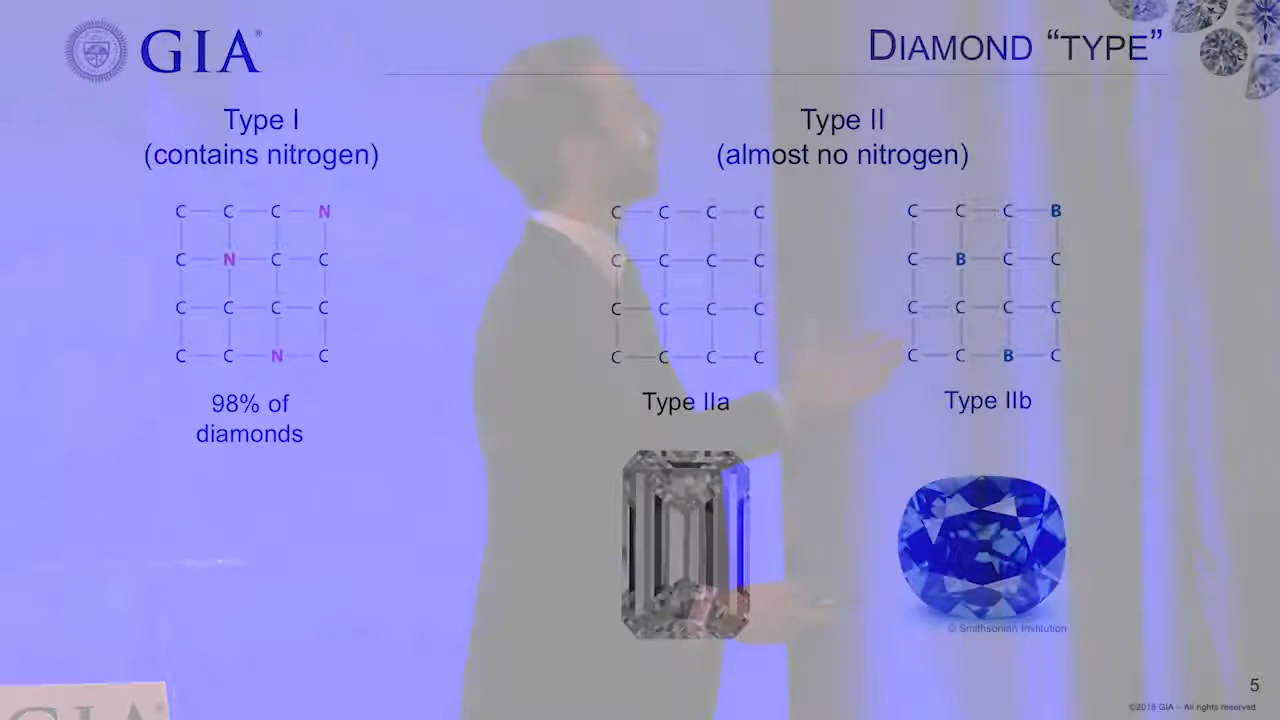 GIA®
DIAMOND “TYPE”
Type I
(contains nitrogen)
Type II
(almost no nitrogen)
C C C N
C N C C
C C C C
C C N C
98% of
diamonds
C C C C
C C C C
C C C C
C C C C
Type IIa
C C C B
C B C C
C C C C
C C B C
Type IIb
© Smithsonian Institution
5
©2018 GIA – All rights reserved
GIA